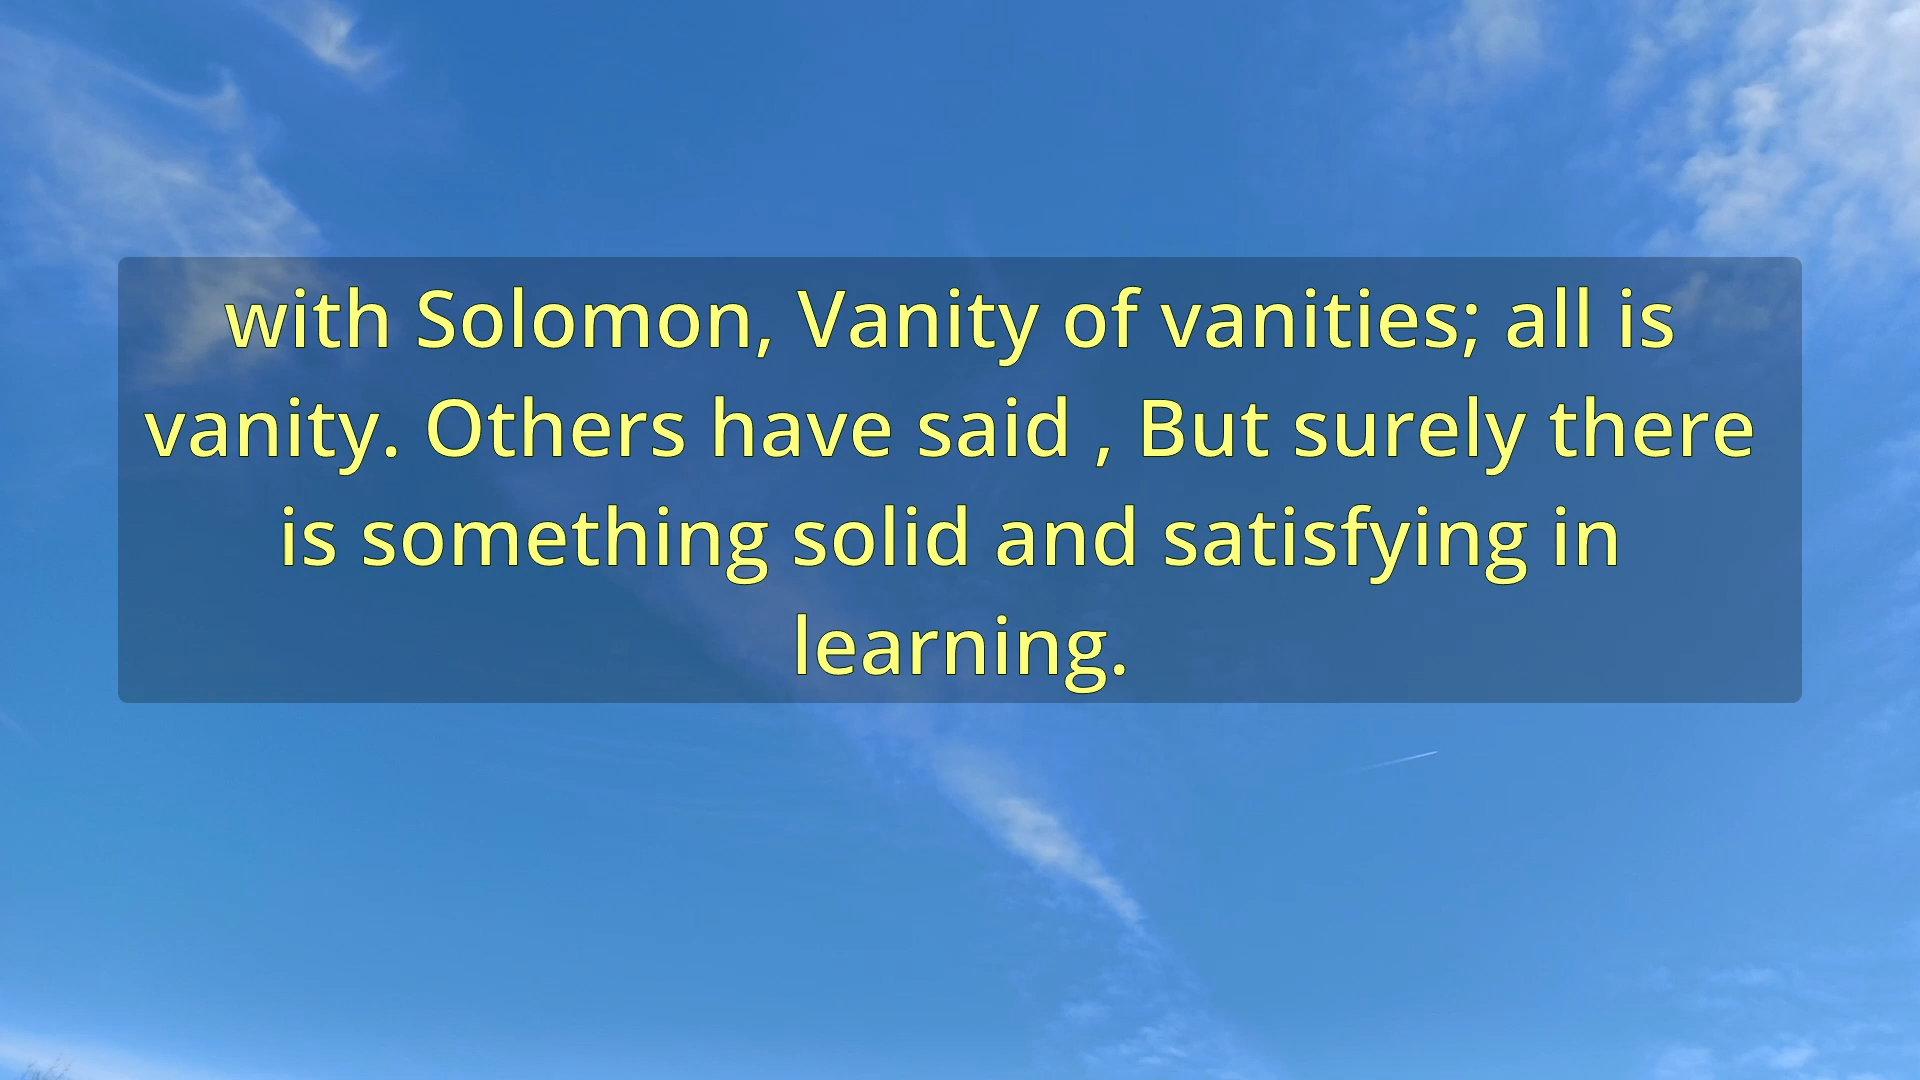 with Solomon, Vanity of vanities; all is
vanity. Others have said , But surely there
is something solid and satisfying in
learning.